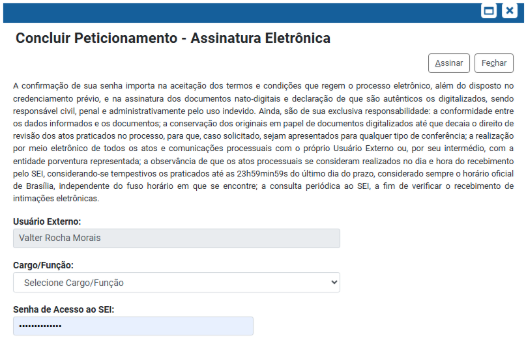 Concluir Peticionamento - Assinatura Eletrônica
Assinar Fechar
A confirmação de sua senha importa na aceitação dos termos e condições que regem o processo eletrônico, além do disposto no
credenciamento prévio, e na assinatura dos documentos nato-digitais e declaração de que são autênticos os digitalizados, sendo
responsável civil, penal e administrativamente pelo uso indevido. Ainda, são de sua exclusiva responsabilidade: a conformidade entre
os dados informados e os documentos; a conservação dos originais em papel de documentos digitalizados até que decaia o direito de
revisão dos atos praticados no processo, para que, caso solicitado, sejam apresentados para qualquer tipo de conferência; a realização
por meio eletrônico de todos os atos e comunicações processuais com o próprio Usuário Externo ou, por seu intermédio, com a
entidade porventura representada; a observância de que os atos processuais se consideram realizados no dia e hora do recebimento
pelo SEI, considerando-se tempestivos os praticados até as 23h59min59s do último dia do prazo, considerado sempre o horário oficial
de Brasília, independente do fuso horário em que se encontre; a consulta periódica ao SEI, a fim de verificar o recebimento de
intimações eletrônicas.
Usuário Externo:
Valter Rocha Morais
Cargo/Função:
Selecione Cargo/Função
Senha de Acesso ao SEI: